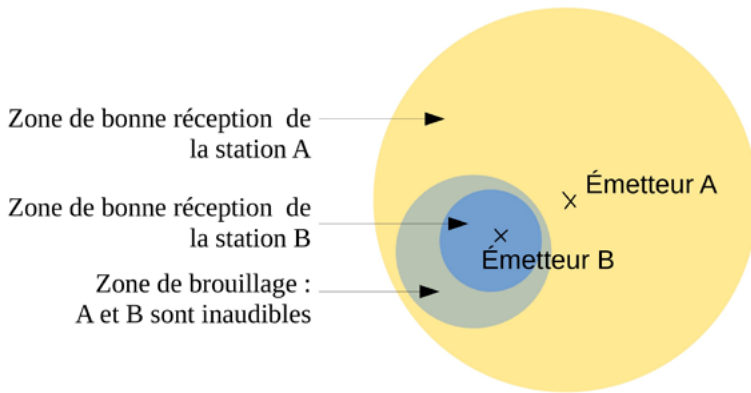 Zone de bonne réception de
la station A
Émetteur A
Zone de bonne réception de
la station B
Émetteur B
Zone de brouillage :
A et B sont inaudibles